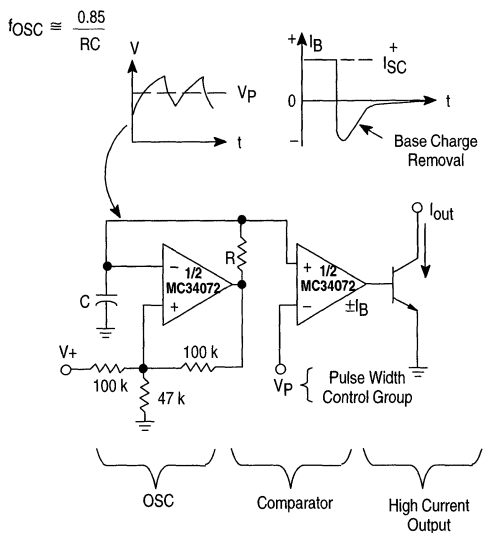 fOSC ≅ 0.85
RC
V
VP
t
+ IB
+
ISC
0
–
t
Base Charge
Removal
Iout
R
–
1/2
MC34072
+
+
1/2
MC34072
–
±IB
C
V+
100 k
100 k
47 k
VP { Pulse Width
Control Group
OSC
Comparator
High Current
Output